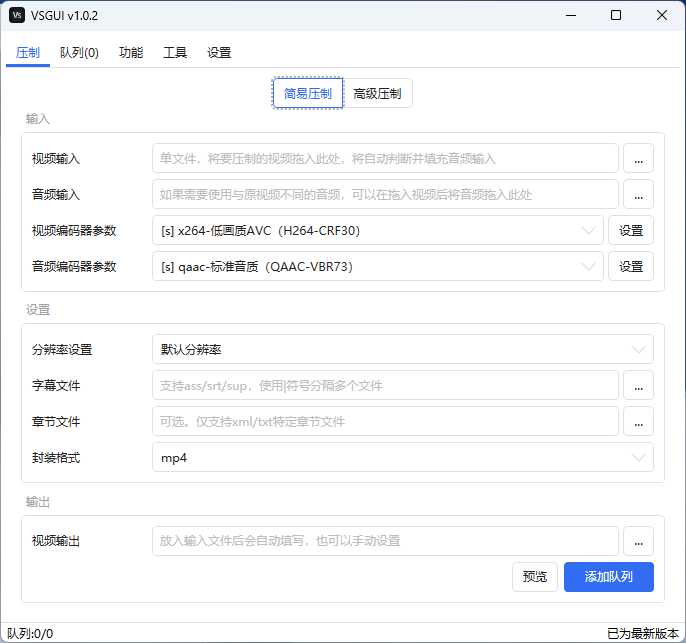 Vs VSGUI v1.0.2
压制 队列(0) 功能 工具 设置
简易压制 高级压制
输入
视频输入 单文件，将要压制的视频拖入此处，将自动判断并填充音频输入 ...
音频输入 如果需要使用与原视频不同的音频，可以在拖入视频后将音频拖入此处 ...
视频编码器参数 [s] x264-低画质AVC（H264-CRF30） 设置
音频编码器参数 [s] qaac-标准音质（QAAC-VBR73） 设置
设置
分辨率设置 默认分辨率
字幕文件 支持ass/srt/sup，使用|符号分隔多个文件 ...
章节文件 可选。仅支持xml/txt特定章节文件 ...
封装格式 mp4
输出
视频输出 放入输入文件后会自动填写，也可以手动设置 ...
预览 添加队列
队列:0/0 已为最新版本